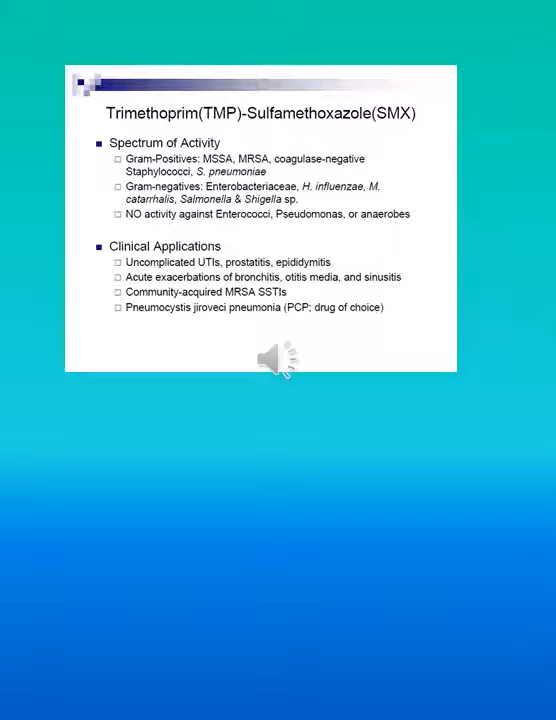 Trimethoprim(TMP)-Sulfamethoxazole(SMX)
Spectrum of Activity
Gram-Positives: MSSA, MRSA, coagulase-negative
Staphylococci, S. pneumoniae
Gram-negatives: Enterobacteriaceae, H. influenzae, M.
catarrhalis, Salmonella & Shigella sp.
NO activity against Enterococci, Pseudomonas, or anaerobes
Clinical Applications
Uncomplicated UTIs, prostatitis, epididymitis
Acute exacerbations of bronchitis, otitis media, and sinusitis
Community-acquired MRSA SSTIs
Pneumocystis jiroveci pneumonia (PCP; drug of choice)